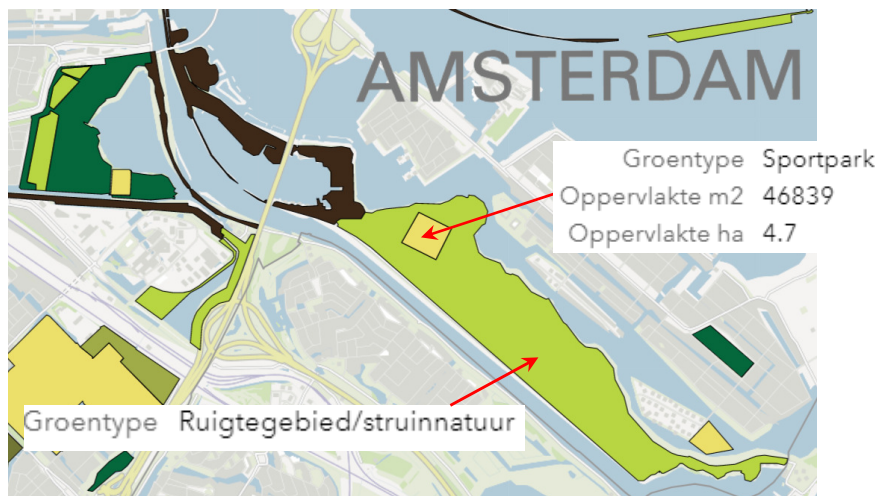 AMSTERDAM
Groentype Sportpark
Oppervlakte m2 46839
Oppervlakte ha 4.7
Groentype Ruigtegebied/struinnatuur